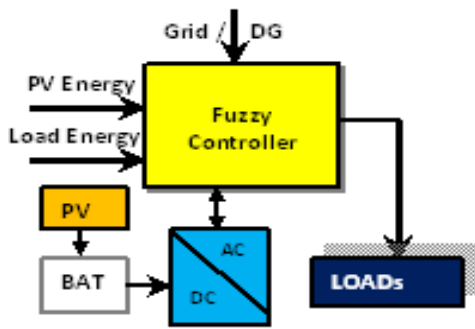 Grid / DG
PV Energy
Load Energy
Fuzzy
Controller
PV
BAT
AC
DC
LOADs